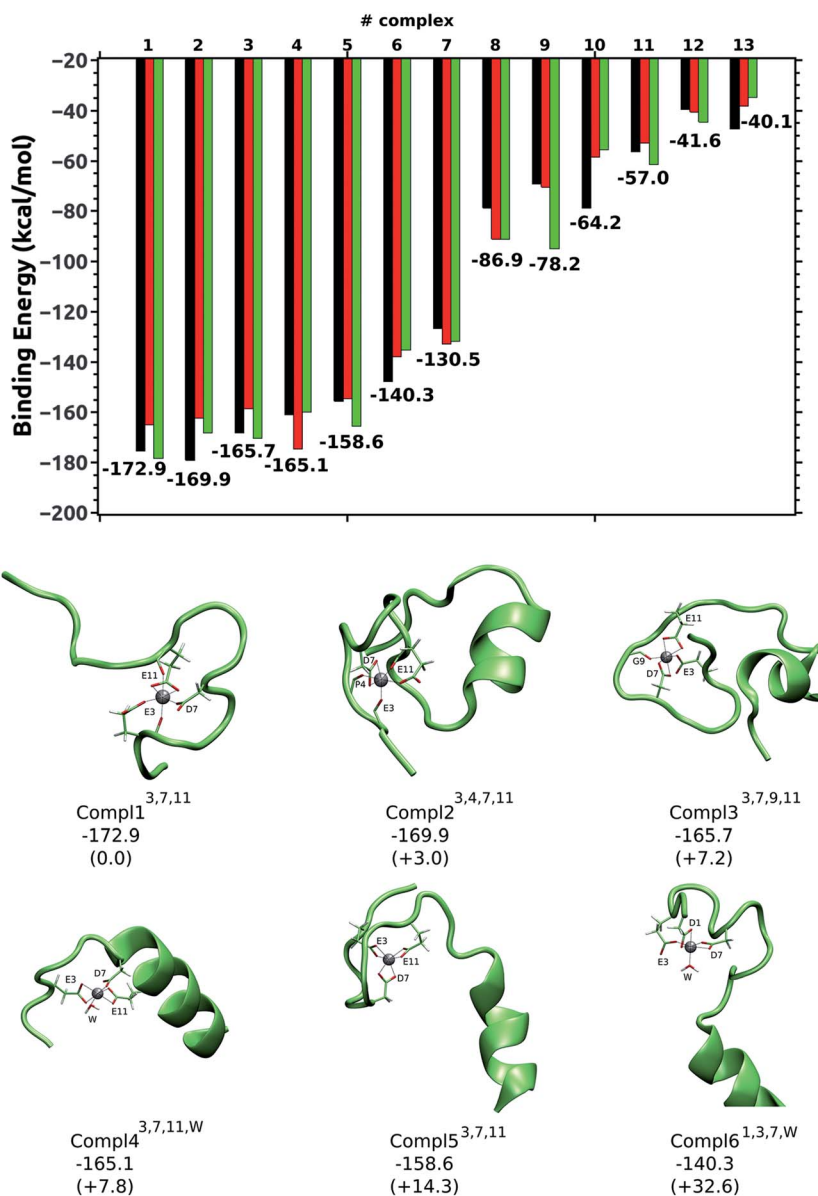 # complex
1 2 3 4 5 6 7 8 9 10 11 12 13
Binding Energy (kcal/mol)
−20
−40
−60
−80
−100
−120
−140
−160
−180
−200
-172.9
-169.9
-165.7
-165.1
-158.6
-140.3
-130.5
-86.9
-78.2
-64.2
-57.0
-41.6
-40.1
E11
E3
D7
D7
E11
P4
E3
E11
G9
D7
E3
Compl1 3,7,11
-172.9
(0.0)
Compl2 3,4,7,11
-169.9
(+3.0)
Compl3 3,7,9,11
-165.7
(+7.2)
E3
D7
W
E11
E3
E11
D7
D1
E3
D7
W
Compl4 3,7,11,W
-165.1
(+7.8)
Compl5 3,7,11
-158.6
(+14.3)
Compl6 1,3,7,W
-140.3
(+32.6)